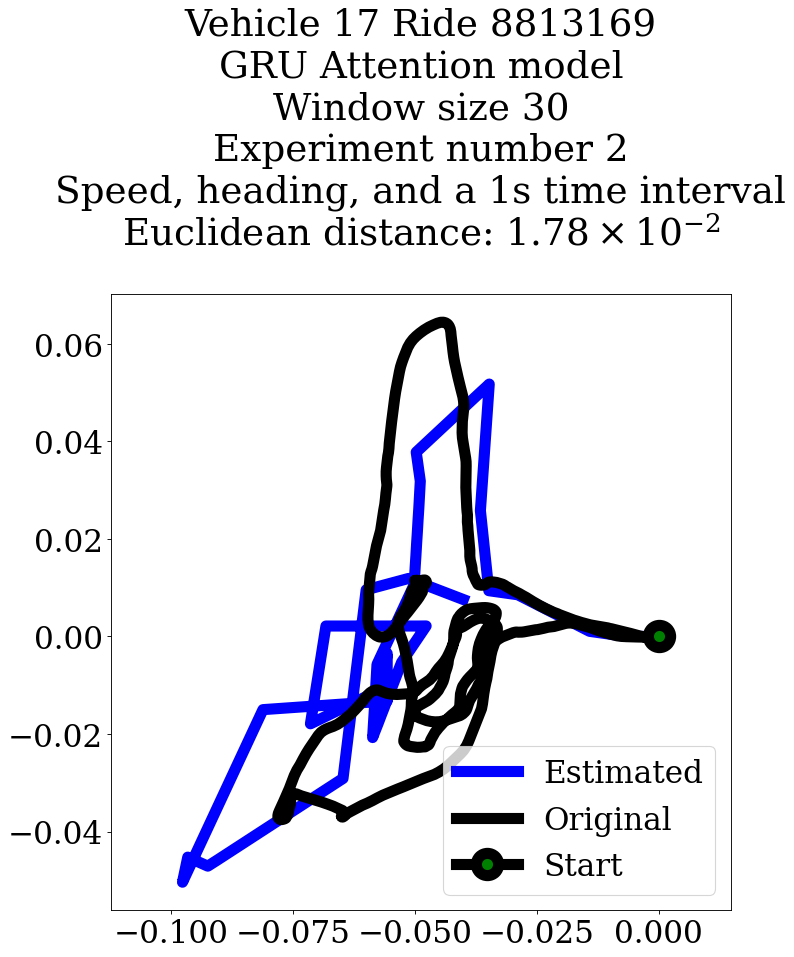 Vehicle 17 Ride 8813169
GRU Attention model
Window size 30
Experiment number 2
Speed, heading, and a 1s time interval
Euclidean distance: 1.78 × 10⁻²
0.06
0.04
0.02
0.00
−0.02
−0.04
Estimated
Original
Start
−0.100 −0.075 −0.050 −0.025 0.000